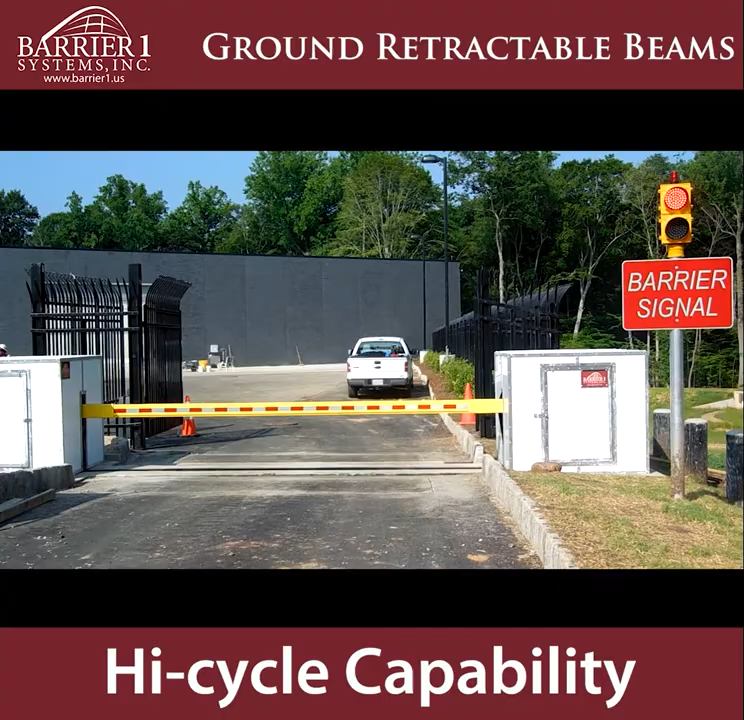 BARRIER1
SYSTEMS, INC.
www.barrier1.us
GROUND RETRACTABLE BEAMS
BARRIER
SIGNAL
Hi-cycle Capability